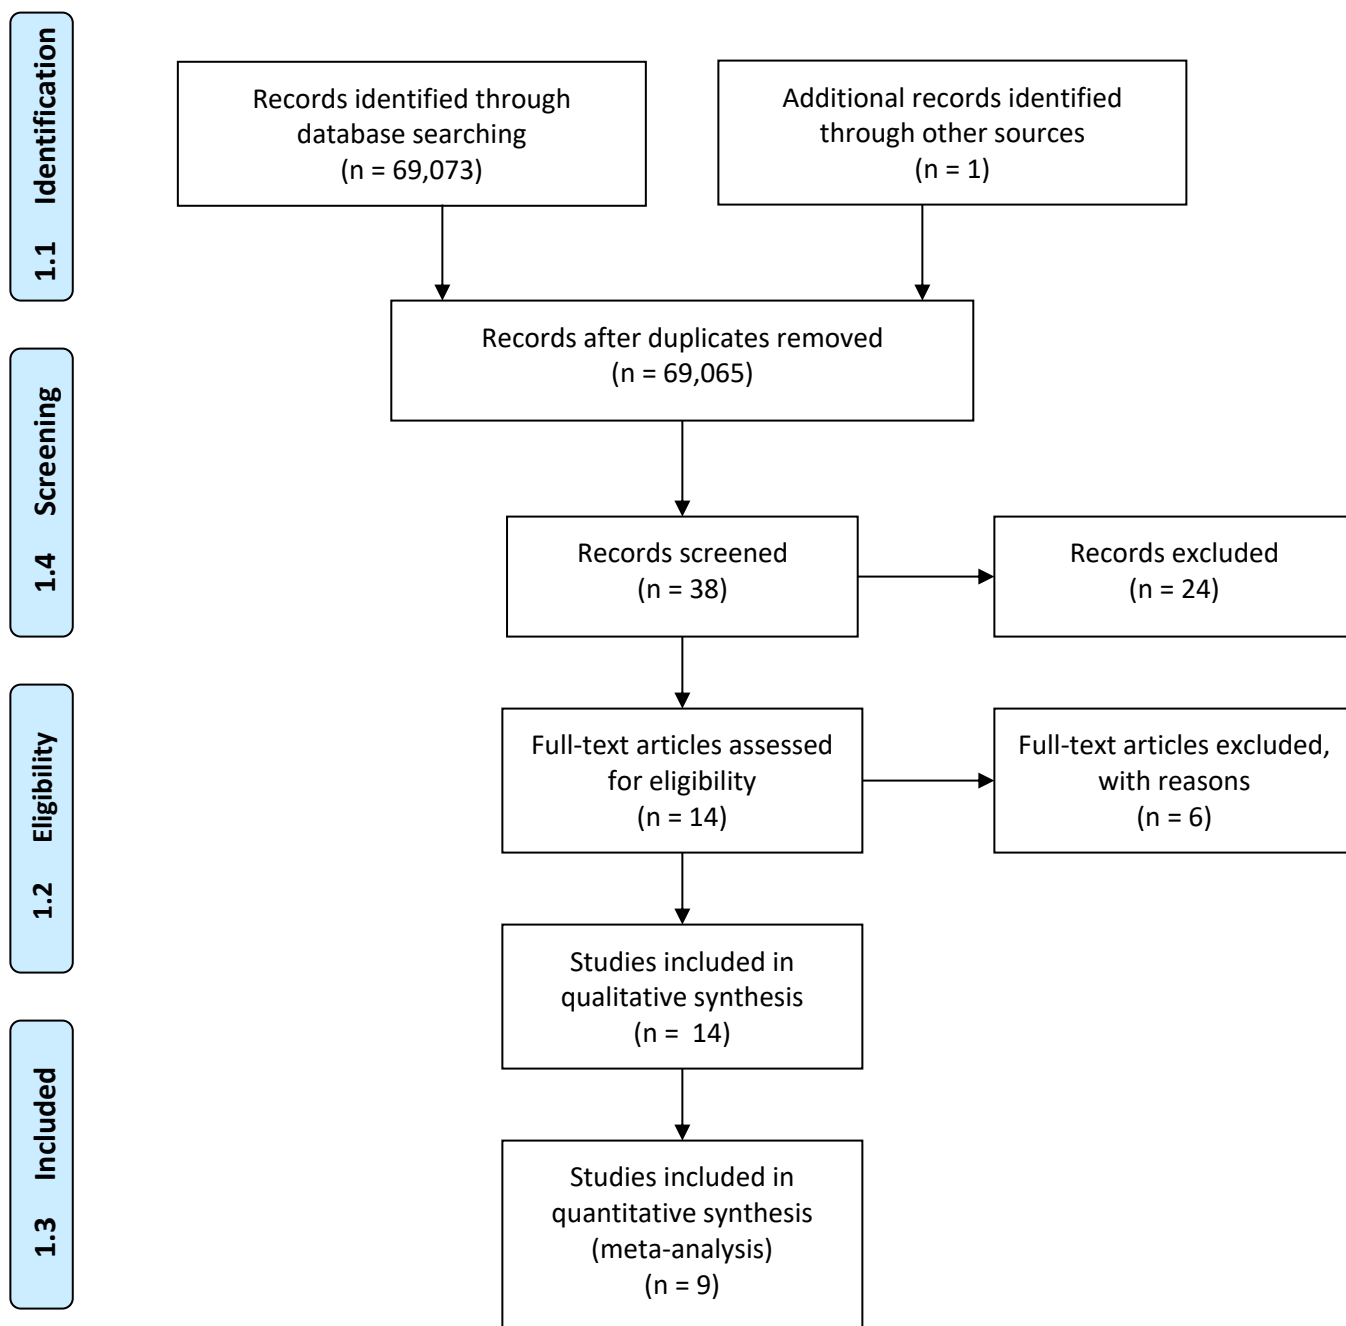 1.1 Identification
Records identified through
database searching
(n = 69,073)
Additional records identified
through other sources
(n = 1)
Records after duplicates removed
(n = 69,065)
1.4 Screening
Records screened
(n = 38)
Records excluded
(n = 24)
1.2 Eligibility
Full-text articles assessed
for eligibility
(n = 14)
Full-text articles excluded,
with reasons
(n = 6)
Studies included in
qualitative synthesis
(n = 14)
1.3 Included
Studies included in
quantitative synthesis
(meta-analysis)
(n = 9)